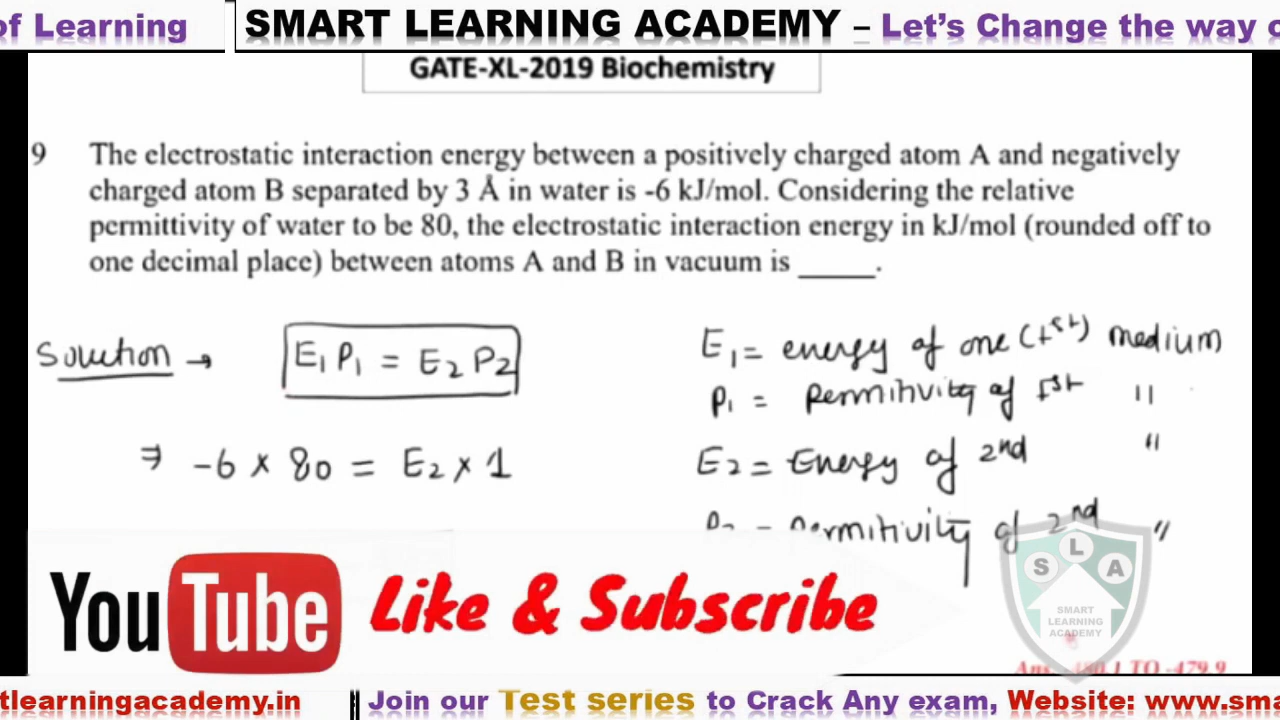 of Learning
SMART LEARNING ACADEMY – Let’s Change the way o
GATE-XL-2019 Biochemistry
9 The electrostatic interaction energy between a positively charged atom A and negatively
charged atom B separated by 3 Å in water is -6 kJ/mol. Considering the relative
permittivity of water to be 80, the electrostatic interaction energy in kJ/mol (rounded off to
one decimal place) between atoms A and B in vacuum is _____.
Solution → E₁ P₁ = E₂ P₂
⇒ -6 × 80 = E₂ × 1
E₁ = energy of one (1st) medium
P₁ = Permitivity of 1st "
E₂ = Energy of 2nd "
P₂ = Permitivity of 2nd "
YouTube Like & Subscribe
S L A
SMART
LEARNING
ACADEMY
TO -479.9
tlearningacademy.in
Join our Test series to Crack Any exam, Website: www.sma